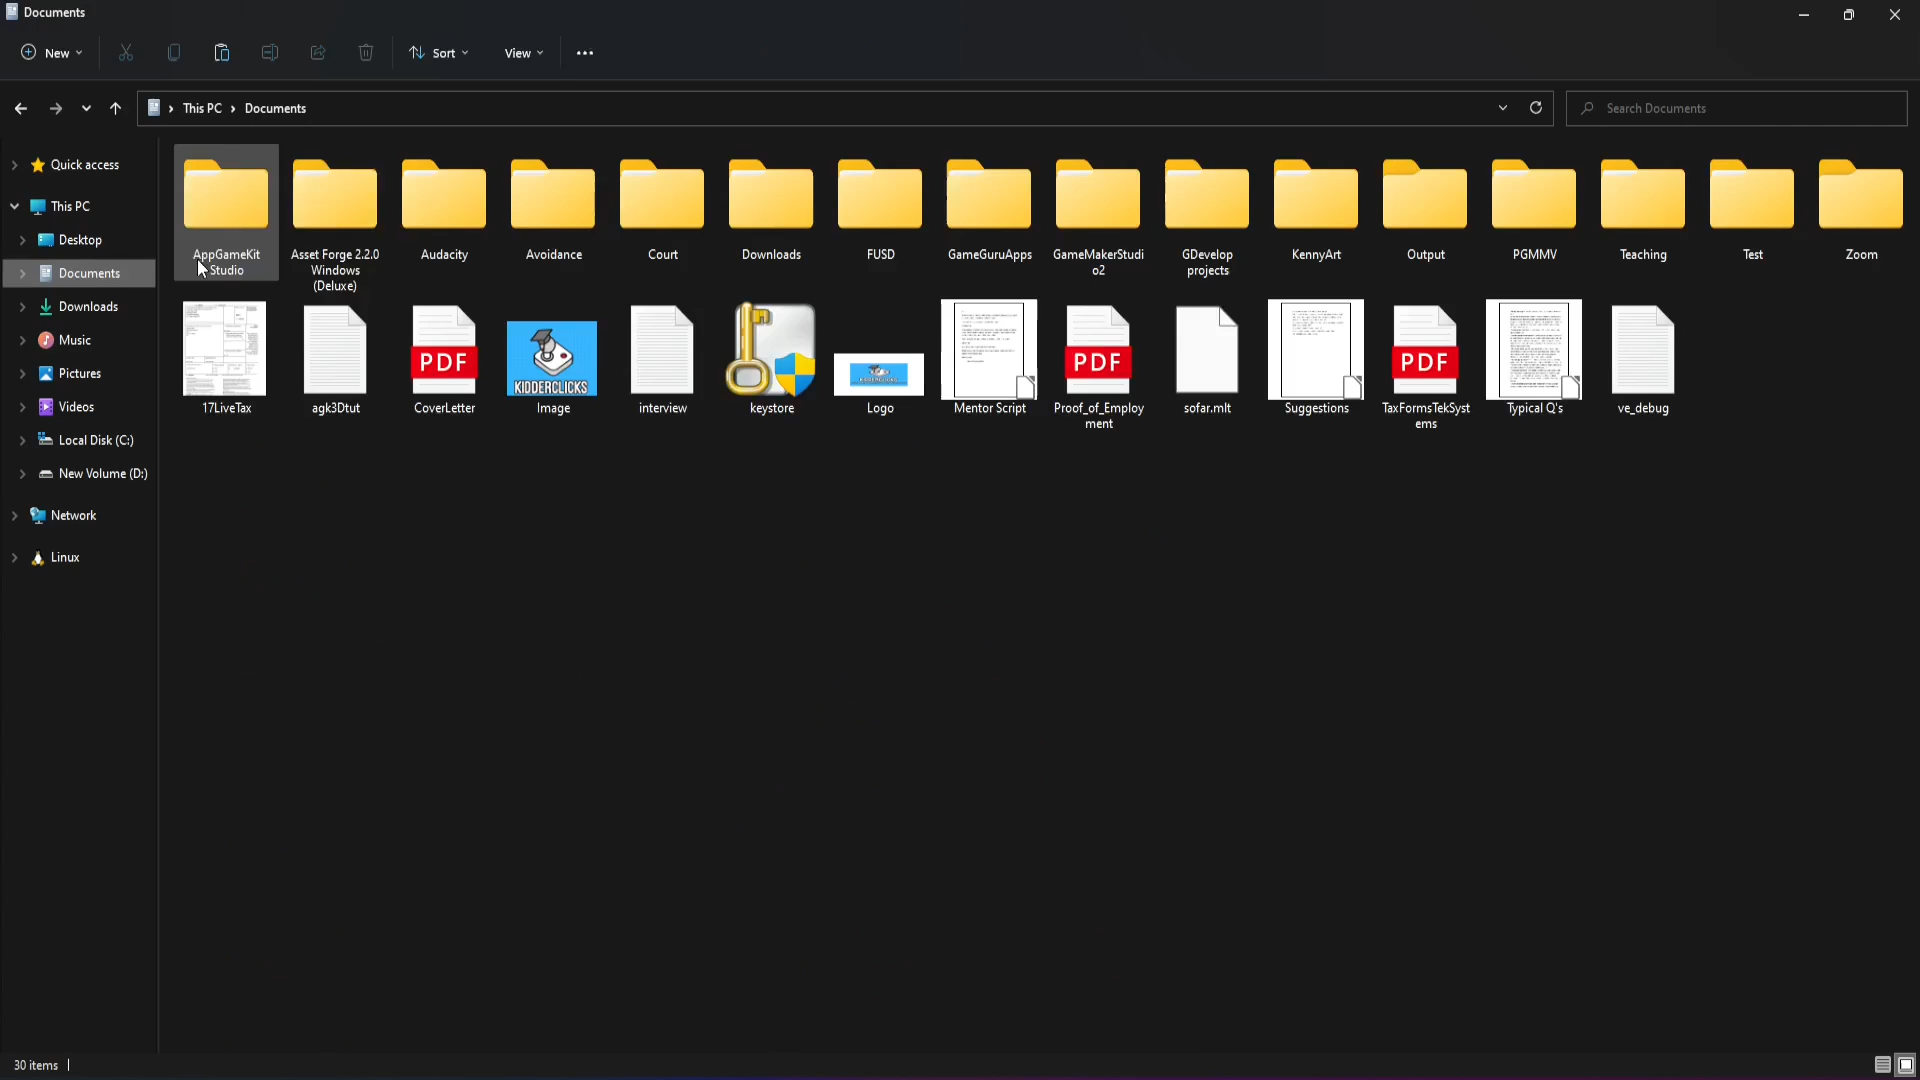 Documents
New
Sort
View
This PC
Documents
Search Documents
Quick access
This PC
Desktop
Documents
Downloads
Music
Pictures
Videos
Local Disk (C:)
New Volume (D:)
Network
Linux
AppGameKit
Studio
Asset Forge 2.2.0
Windows
(Deluxe)
Audacity
Avoidance
Court
Downloads
FUSD
GameGuruApps
GameMakerStudi
o2
GDevelop
projects
KennyArt
Output
PGMMV
Teaching
Test
Zoom
17LiveTax
agk3Dtut
PDF
CoverLetter
KIDDERCLICKS
Image
interview
keystore
KIDDERCLICKS
Logo
Mentor Script
PDF
Proof_of_Employ
ment
sofar.mlt
Suggestions
PDF
TaxFormsTekSyst
ems
Typical Q's
ve_debug
30 items